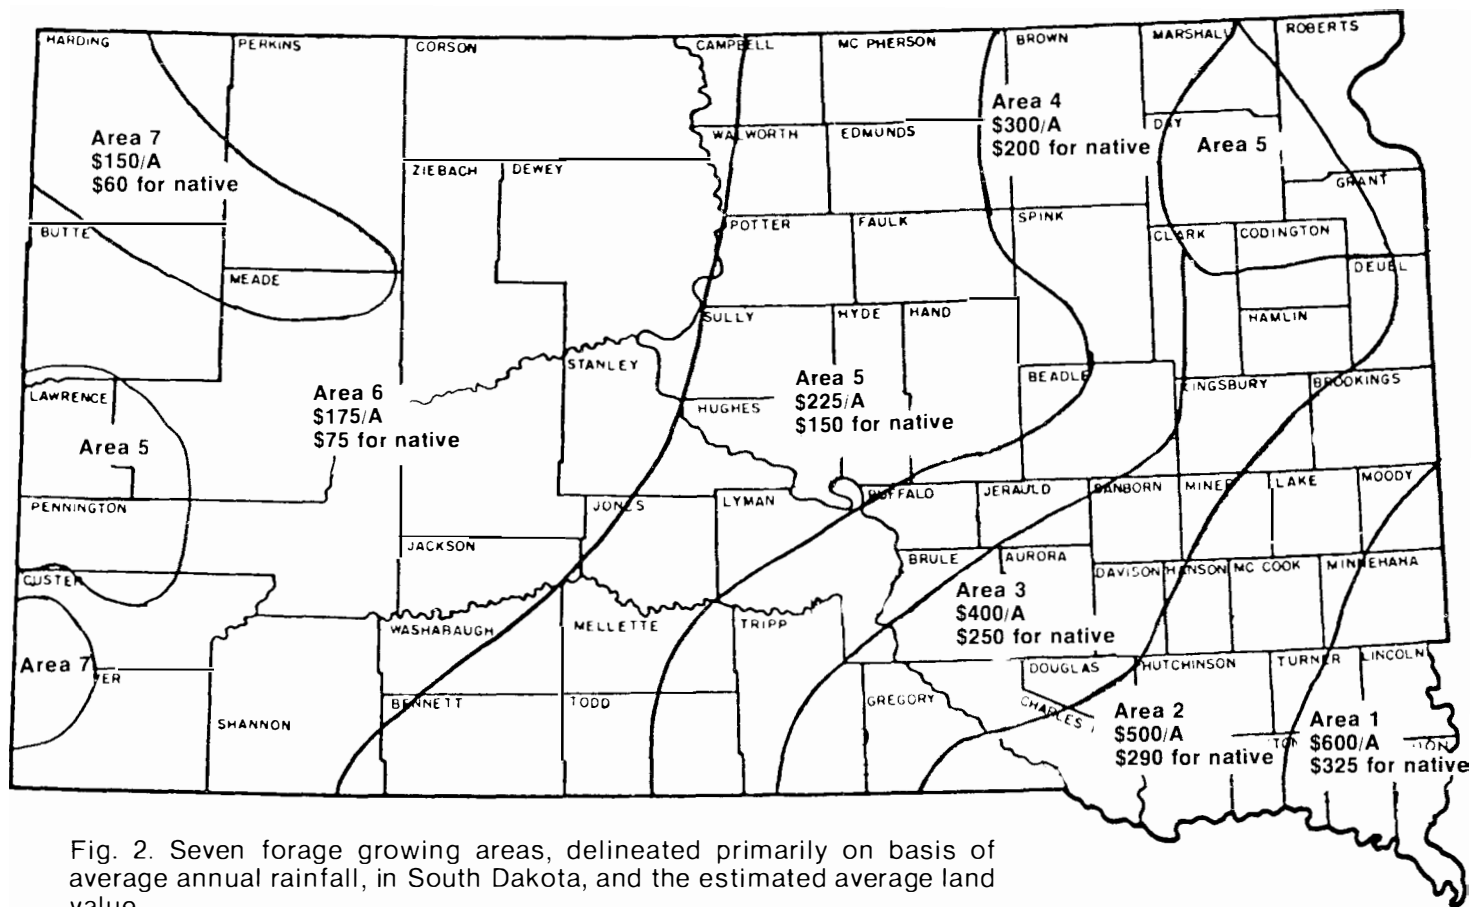 HARDING
PERKINS
CORSON
CAMPBELL
MC PHERSON
BROWN
MARSHALL
ROBERTS
Area 7
$150/A
$60 for native
Area 4
$300/A
$200 for native
WALWORTH
EDMUNDS
DAY
Area 5
GRANT
ZIEBACH
DEWEY
BUTTE
POTTER
FAULK
SPINK
CLARK
CODINGTON
DEUEL
MEADE
SULLY
HYDE
HAND
HAMLIN
STANLEY
LAWRENCE
Area 6
$175/A
$75 for native
Area 5
$225/A
$150 for native
BEADLE
KINGSBURY
BROOKINGS
HUGHES
Area 5
PENNINGTON
JONES
LYMAN
BUFFALO
JERAULD
SANBORN
MINER
LAKE
MOODY
JACKSON
BRULE
AURORA
DAVISON
HANSON
MC COOK
MINNEHAHA
CUSTER
Area 3
$400/A
$250 for native
WASHABAUGH
MELLETTE
TRIPP
Area 7
ER
DOUGLAS
HUTCHINSON
TURNER
LINCOLN
SHANNON
BENNETT
TODD
GREGORY
CHARLES
Area 2
$500/A
$290 for native
TON
Area 1
$600/A
$325 for native
ION
Fig. 2. Seven forage growing areas, delineated primarily on basis of
average annual rainfall, in South Dakota, and the estimated average land
value